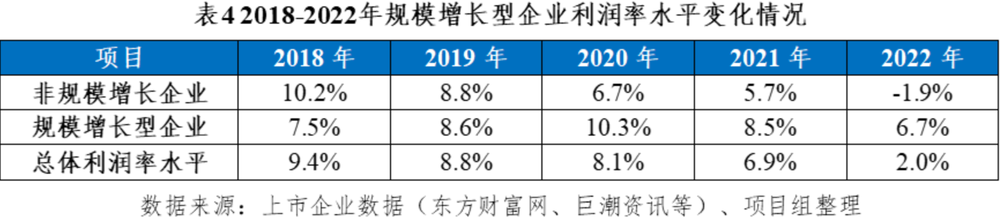 表4 2018-2022年规模增长型企业利润率水平变化情况
项目 2018 年 2019 年 2020 年 2021 年 2022 年
非规模增长企业 10.2% 8.8% 6.7% 5.7% -1.9%
规模增长型企业 7.5% 8.6% 10.3% 8.5% 6.7%
总体利润率水平 9.4% 8.8% 8.1% 6.9% 2.0%
数据来源：上市企业数据（东方财富网、巨潮资讯等）、项目组整理